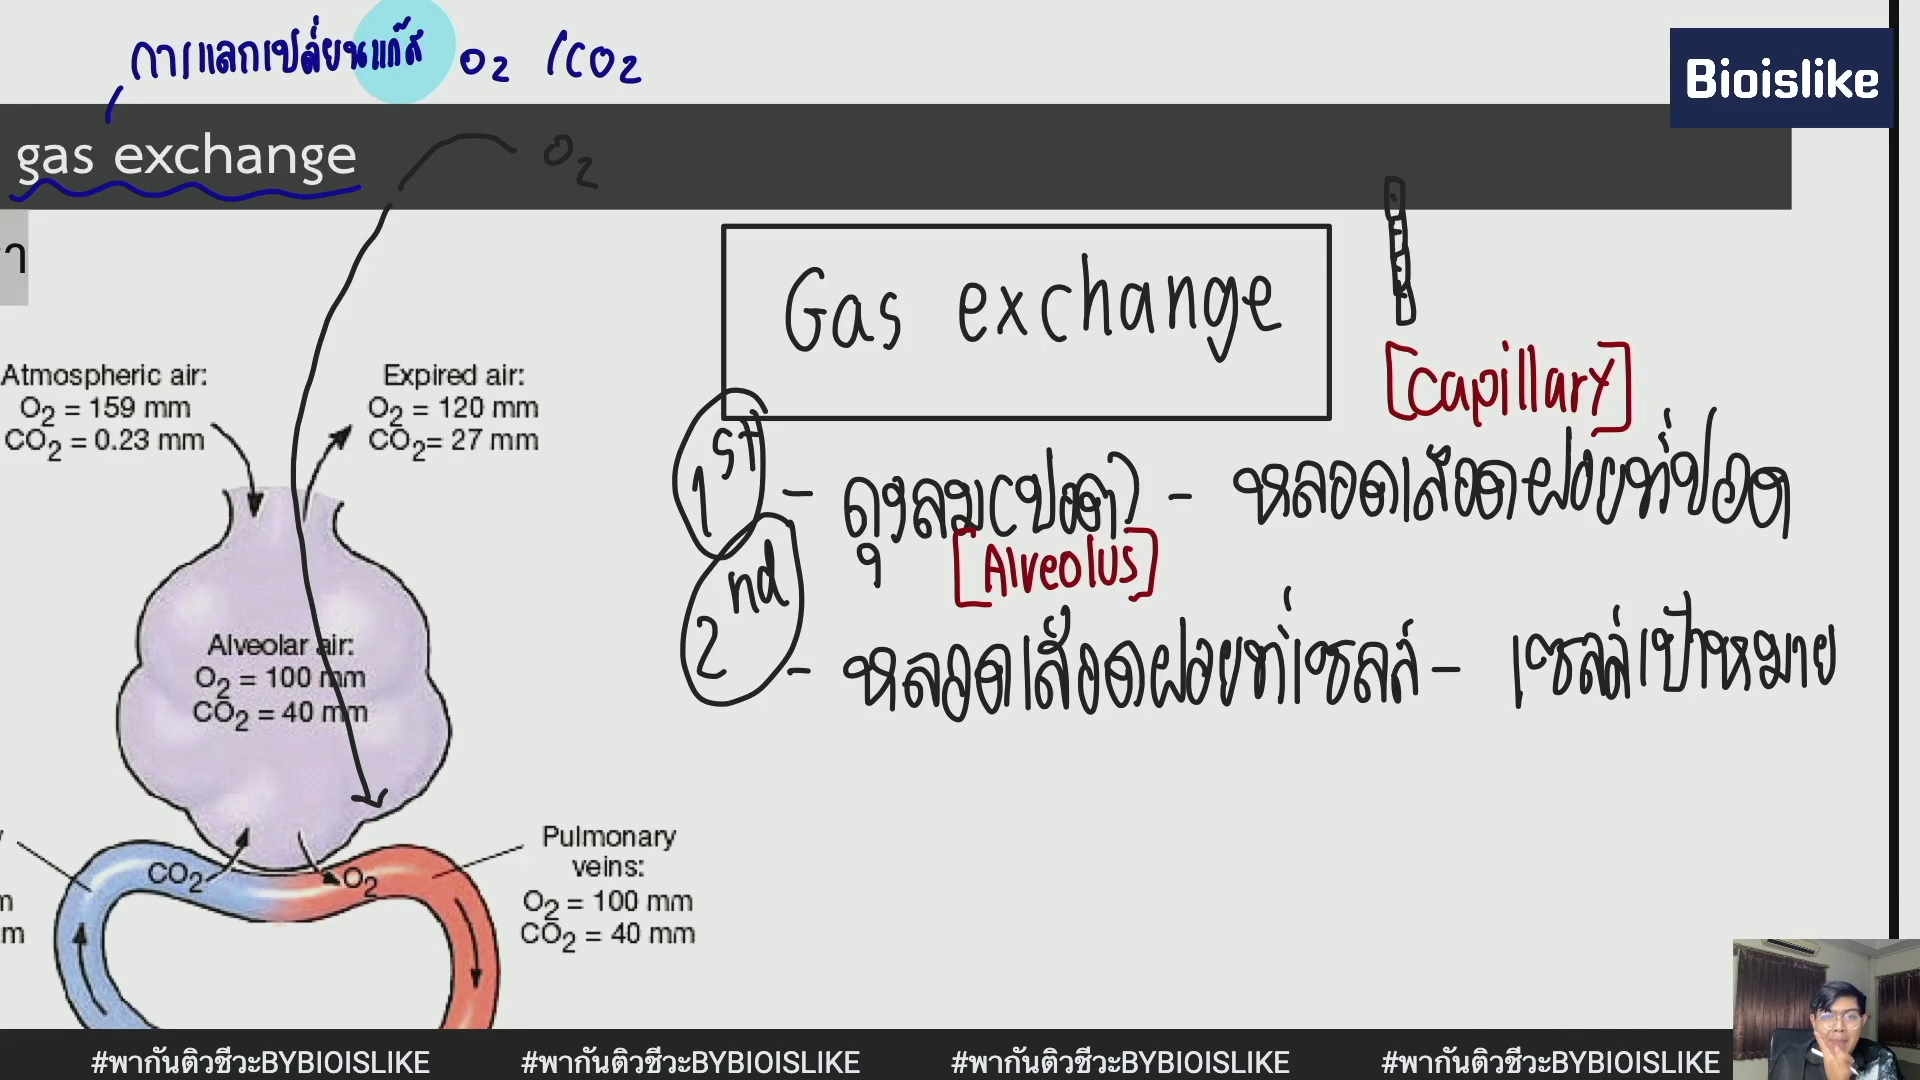 การแลกเปลี่ยนแก๊ส O2 / CO2
Bioislike
gas exchange
O2
า
Gas exchange
[Capillary]
Atmospheric air:
O2 = 159 mm
CO2 = 0.23 mm
Expired air:
O2 = 120 mm
CO2= 27 mm
1st - ถุงลม(ปอด) - หลอดเลือดฝอยที่ปอด
[Alveolus]
2nd - หลอดเลือดฝอยที่เซลล์ - เซลล์เป้าหมาย
Alveolar air:
O2 = 100 mm
CO2 = 40 mm
CO2
O2
Pulmonary
veins:
O2 = 100 mm
CO2 = 40 mm
m
m
#พากันติวชีวะBYBIOISLIKE #พากันติวชีวะBYBIOISLIKE #พากันติวชีวะBYBIOISLIKE #พากันติวชีวะBYBIOISLIKE